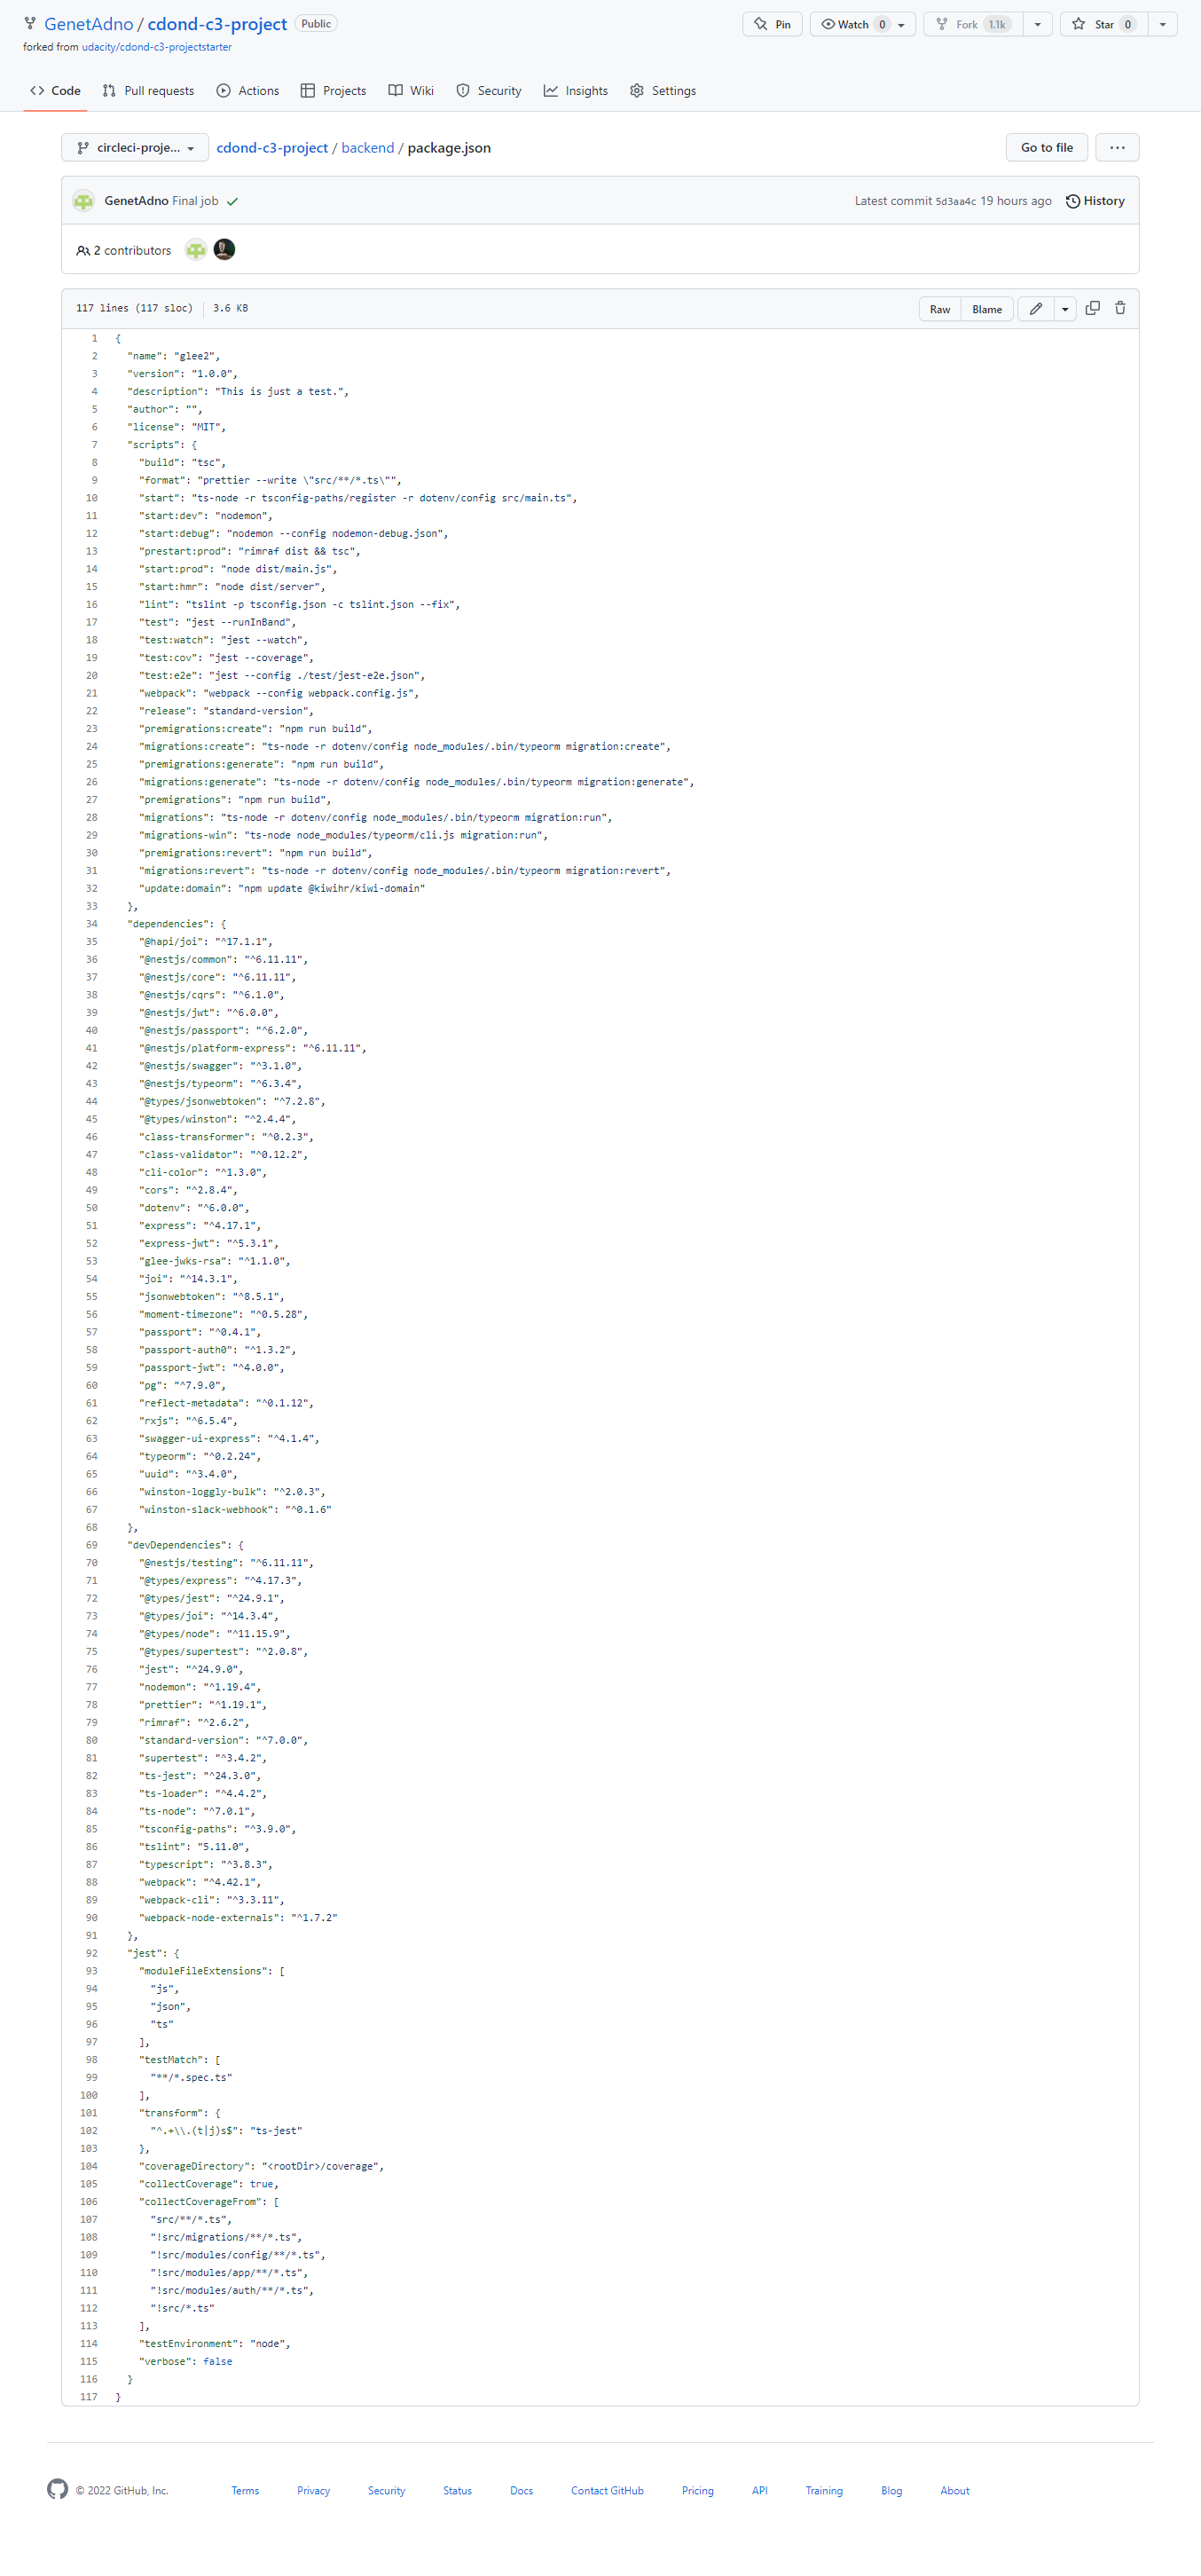 GenetAdno / cdond-c3-project Public
Pin
Watch 0
Fork 1.1k
Star 0
forked from udacity/cdond-c3-projectstarter
Code
Pull requests
Actions
Projects
Wiki
Security
Insights
Settings
circleci-proje...
cdond-c3-project / backend / package.json
Go to file
GenetAdno Final job
Latest commit 5d3aa4c 19 hours ago
History
2 contributors
117 lines (117 sloc) 3.6 KB
Raw
Blame
1 {
2 "name": "glee2",
3 "version": "1.0.0",
4 "description": "This is just a test.",
5 "author": "",
6 "license": "MIT",
7 "scripts": {
8 "build": "tsc",
9 "format": "prettier --write \"src/**/*.ts\"",
10 "start": "ts-node -r tsconfig-paths/register -r dotenv/config src/main.ts",
11 "start:dev": "nodemon",
12 "start:debug": "nodemon --config nodemon-debug.json",
13 "prestart:prod": "rimraf dist && tsc",
14 "start:prod": "node dist/main.js",
15 "start:hmr": "node dist/server",
16 "lint": "tslint -p tsconfig.json -c tslint.json --fix",
17 "test": "jest --runInBand",
18 "test:watch": "jest --watch",
19 "test:cov": "jest --coverage",
20 "test:e2e": "jest --config ./test/jest-e2e.json",
21 "webpack": "webpack --config webpack.config.js",
22 "release": "standard-version",
23 "premigrations:create": "npm run build",
24 "migrations:create": "ts-node -r dotenv/config node_modules/.bin/typeorm migration:create",
25 "premigrations:generate": "npm run build",
26 "migrations:generate": "ts-node -r dotenv/config node_modules/.bin/typeorm migration:generate",
27 "premigrations": "npm run build",
28 "migrations": "ts-node -r dotenv/config node_modules/.bin/typeorm migration:run",
29 "migrations-win": "ts-node node_modules/typeorm/cli.js migration:run",
30 "premigrations:revert": "npm run build",
31 "migrations:revert": "ts-node -r dotenv/config node_modules/.bin/typeorm migration:revert",
32 "update:domain": "npm update @kiwihr/kiwi-domain"
33 },
34 "dependencies": {
35 "@hapi/joi": "^17.1.1",
36 "@nestjs/common": "^6.11.11",
37 "@nestjs/core": "^6.11.11",
38 "@nestjs/cqrs": "^6.1.0",
39 "@nestjs/jwt": "^6.0.0",
40 "@nestjs/passport": "^6.2.0",
41 "@nestjs/platform-express": "^6.11.11",
42 "@nestjs/swagger": "^3.1.0",
43 "@nestjs/typeorm": "^6.3.4",
44 "@types/jsonwebtoken": "^7.2.8",
45 "@types/winston": "^2.4.4",
46 "class-transformer": "^0.2.3",
47 "class-validator": "^0.12.2",
48 "cli-color": "^1.3.0",
49 "cors": "^2.8.4",
50 "dotenv": "^6.0.0",
51 "express": "^4.17.1",
52 "express-jwt": "^5.3.1",
53 "glee-jwks-rsa": "^1.1.0",
54 "joi": "^14.3.1",
55 "jsonwebtoken": "^8.5.1",
56 "moment-timezone": "^0.5.28",
57 "passport": "^0.4.1",
58 "passport-auth0": "^1.3.2",
59 "passport-jwt": "^4.0.0",
60 "pg": "^7.9.0",
61 "reflect-metadata": "^0.1.12",
62 "rxjs": "^6.5.4",
63 "swagger-ui-express": "^4.1.4",
64 "typeorm": "^0.2.24",
65 "uuid": "^3.4.0",
66 "winston-loggly-bulk": "^2.0.3",
67 "winston-slack-webhook": "^0.1.6"
68 },
69 "devDependencies": {
70 "@nestjs/testing": "^6.11.11",
71 "@types/express": "^4.17.3",
72 "@types/jest": "^24.9.1",
73 "@types/joi": "^14.3.4",
74 "@types/node": "^11.15.9",
75 "@types/supertest": "^2.0.8",
76 "jest": "^24.9.0",
77 "nodemon": "^1.19.4",
78 "prettier": "^1.19.1",
79 "rimraf": "^2.6.2",
80 "standard-version": "^7.0.0",
81 "supertest": "^3.4.2",
82 "ts-jest": "^24.3.0",
83 "ts-loader": "^4.4.2",
84 "ts-node": "^7.0.1",
85 "tsconfig-paths": "^3.9.0",
86 "tslint": "5.11.0",
87 "typescript": "^3.8.3",
88 "webpack": "^4.42.1",
89 "webpack-cli": "^3.3.11",
90 "webpack-node-externals": "^1.7.2"
91 },
92 "jest": {
93 "moduleFileExtensions": [
94 "js",
95 "json",
96 "ts"
97 ],
98 "testMatch": [
99 "**/*.spec.ts"
100 ],
101 "transform": {
102 "^.+\\.(t|j)s$": "ts-jest"
103 },
104 "coverageDirectory": "<rootDir>/coverage",
105 "collectCoverage": true,
106 "collectCoverageFrom": [
107 "src/**/*.ts",
108 "!src/migrations/**/*.ts",
109 "!src/modules/config/**/*.ts",
110 "!src/modules/app/**/*.ts",
111 "!src/modules/auth/**/*.ts",
112 "!src/*.ts"
113 ],
114 "testEnvironment": "node",
115 "verbose": false
116 }
117 }
© 2022 GitHub, Inc.
Terms
Privacy
Security
Status
Docs
Contact GitHub
Pricing
API
Training
Blog
About